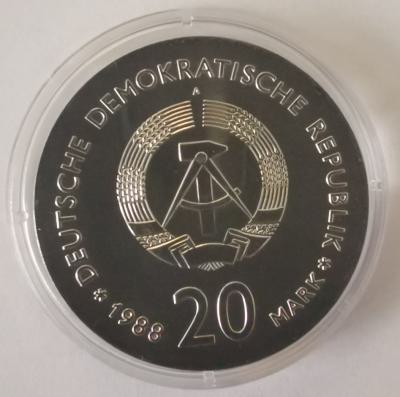 DEUTSCHE DEMOKRATISCHE REPUBLIK
A
* 1988
20
MARK *